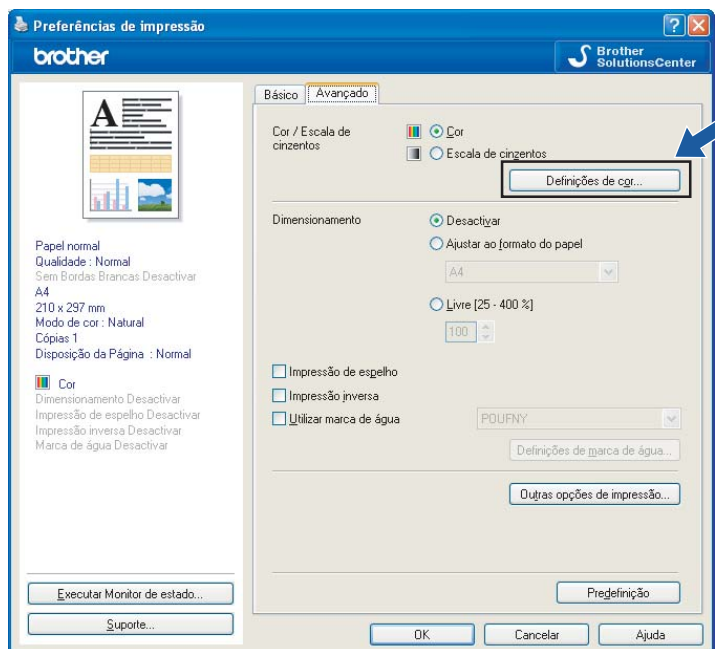 Preferências de impressão
brother
Brother
SolutionsCenter
Básico
Avançado
A
Papel normal
Qualidade : Normal
Sem Bordas Brancas Desactivar
A4
210 x 297 mm
Modo de cor : Natural
Cópias 1
Disposição da Página : Normal
Cor
Dimensionamento Desactivar
Impressão de espelho Desactivar
Impressão inversa Desactivar
Marca de água Desactivar
Executar Monitor de estado...
Suporte...
Cor / Escala de
cinzentos
Cor
Escala de cinzentos
Definições de cor...
Dimensionamento
Desactivar
Ajustar ao formato do papel
A4
Livre [25 - 400 %]
100
Impressão de espelho
Impressão inversa
Utilizar marca de água
POUFNY
Definições de marca de água...
Outras opções de impressão...
Predefinição
OK
Cancelar
Ajuda